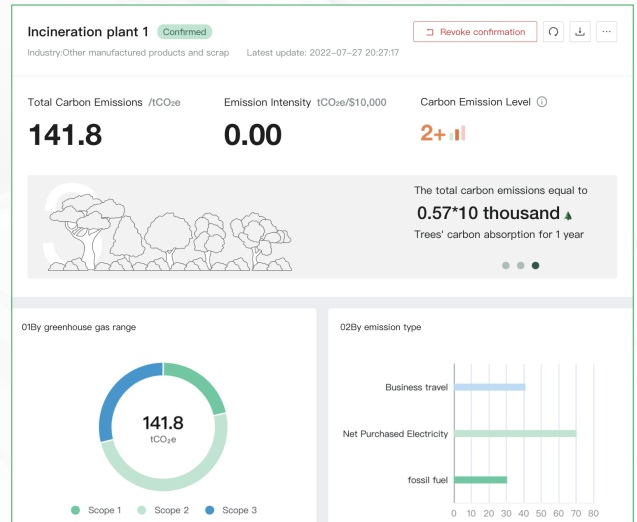 Incineration plant 1 Confirmed
Revoke confirmation
Industry:Other manufactured products and scrap Latest update: 2022-07-27 20:27:17
Total Carbon Emissions /tCO₂e Emission Intensity tCO₂e/$10,000 Carbon Emission Level
141.8 0.00 2+
3
The total carbon emissions equal to
0.57*10 thousand
Trees' carbon absorption for 1 year
01By greenhouse gas range
141.8
tCO₂e
Scope 1 Scope 2 Scope 3
02By emission type
Business travel
Net Purchased Electricity
fossil fuel
0 10 20 30 40 50 60 70 80